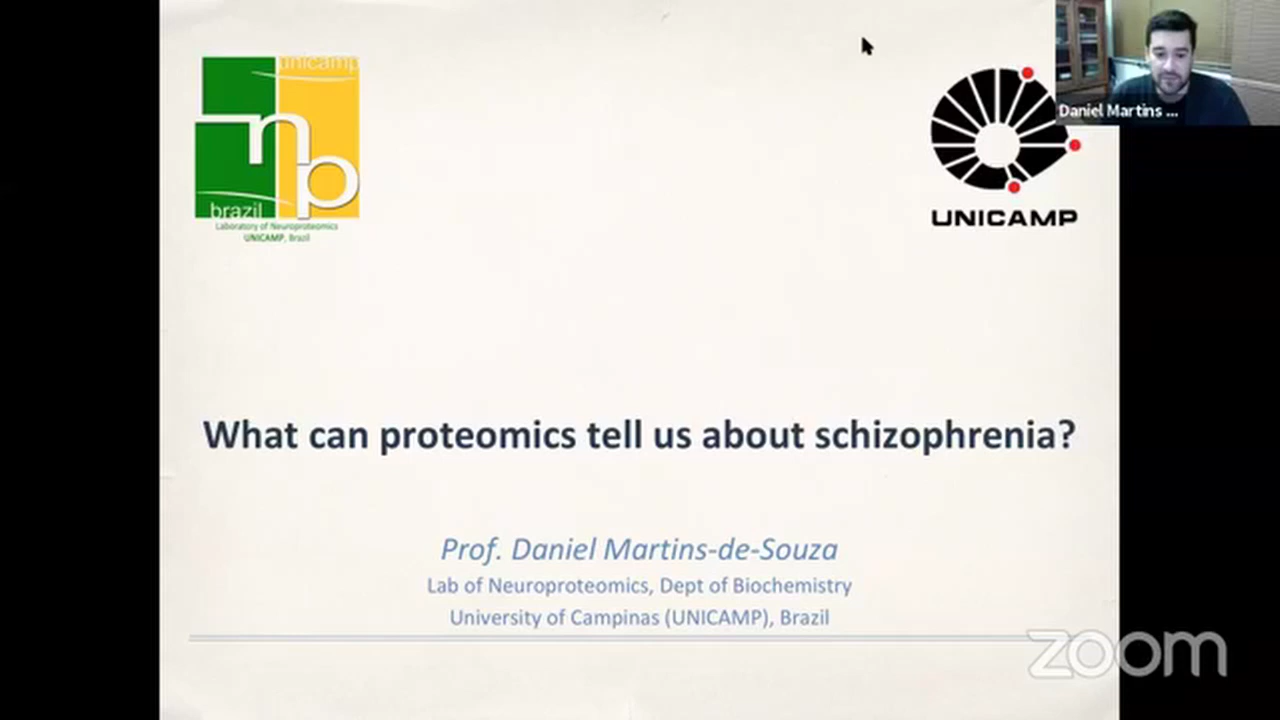 unicamp
np
brazil
Laboratory of Neuroproteomics
UNICAMP, Brazil
UNICAMP
Daniel Martins ...
What can proteomics tell us about schizophrenia?
Prof. Daniel Martins-de-Souza
Lab of Neuroproteomics, Dept of Biochemistry
University of Campinas (UNICAMP), Brazil
zoom